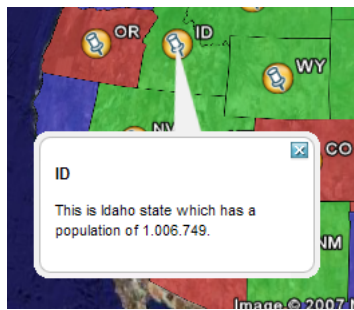 OR
ID
WY
NV
CO
ID
This is Idaho state which has a
population of 1.006.749.
NM
Image © 2007 N